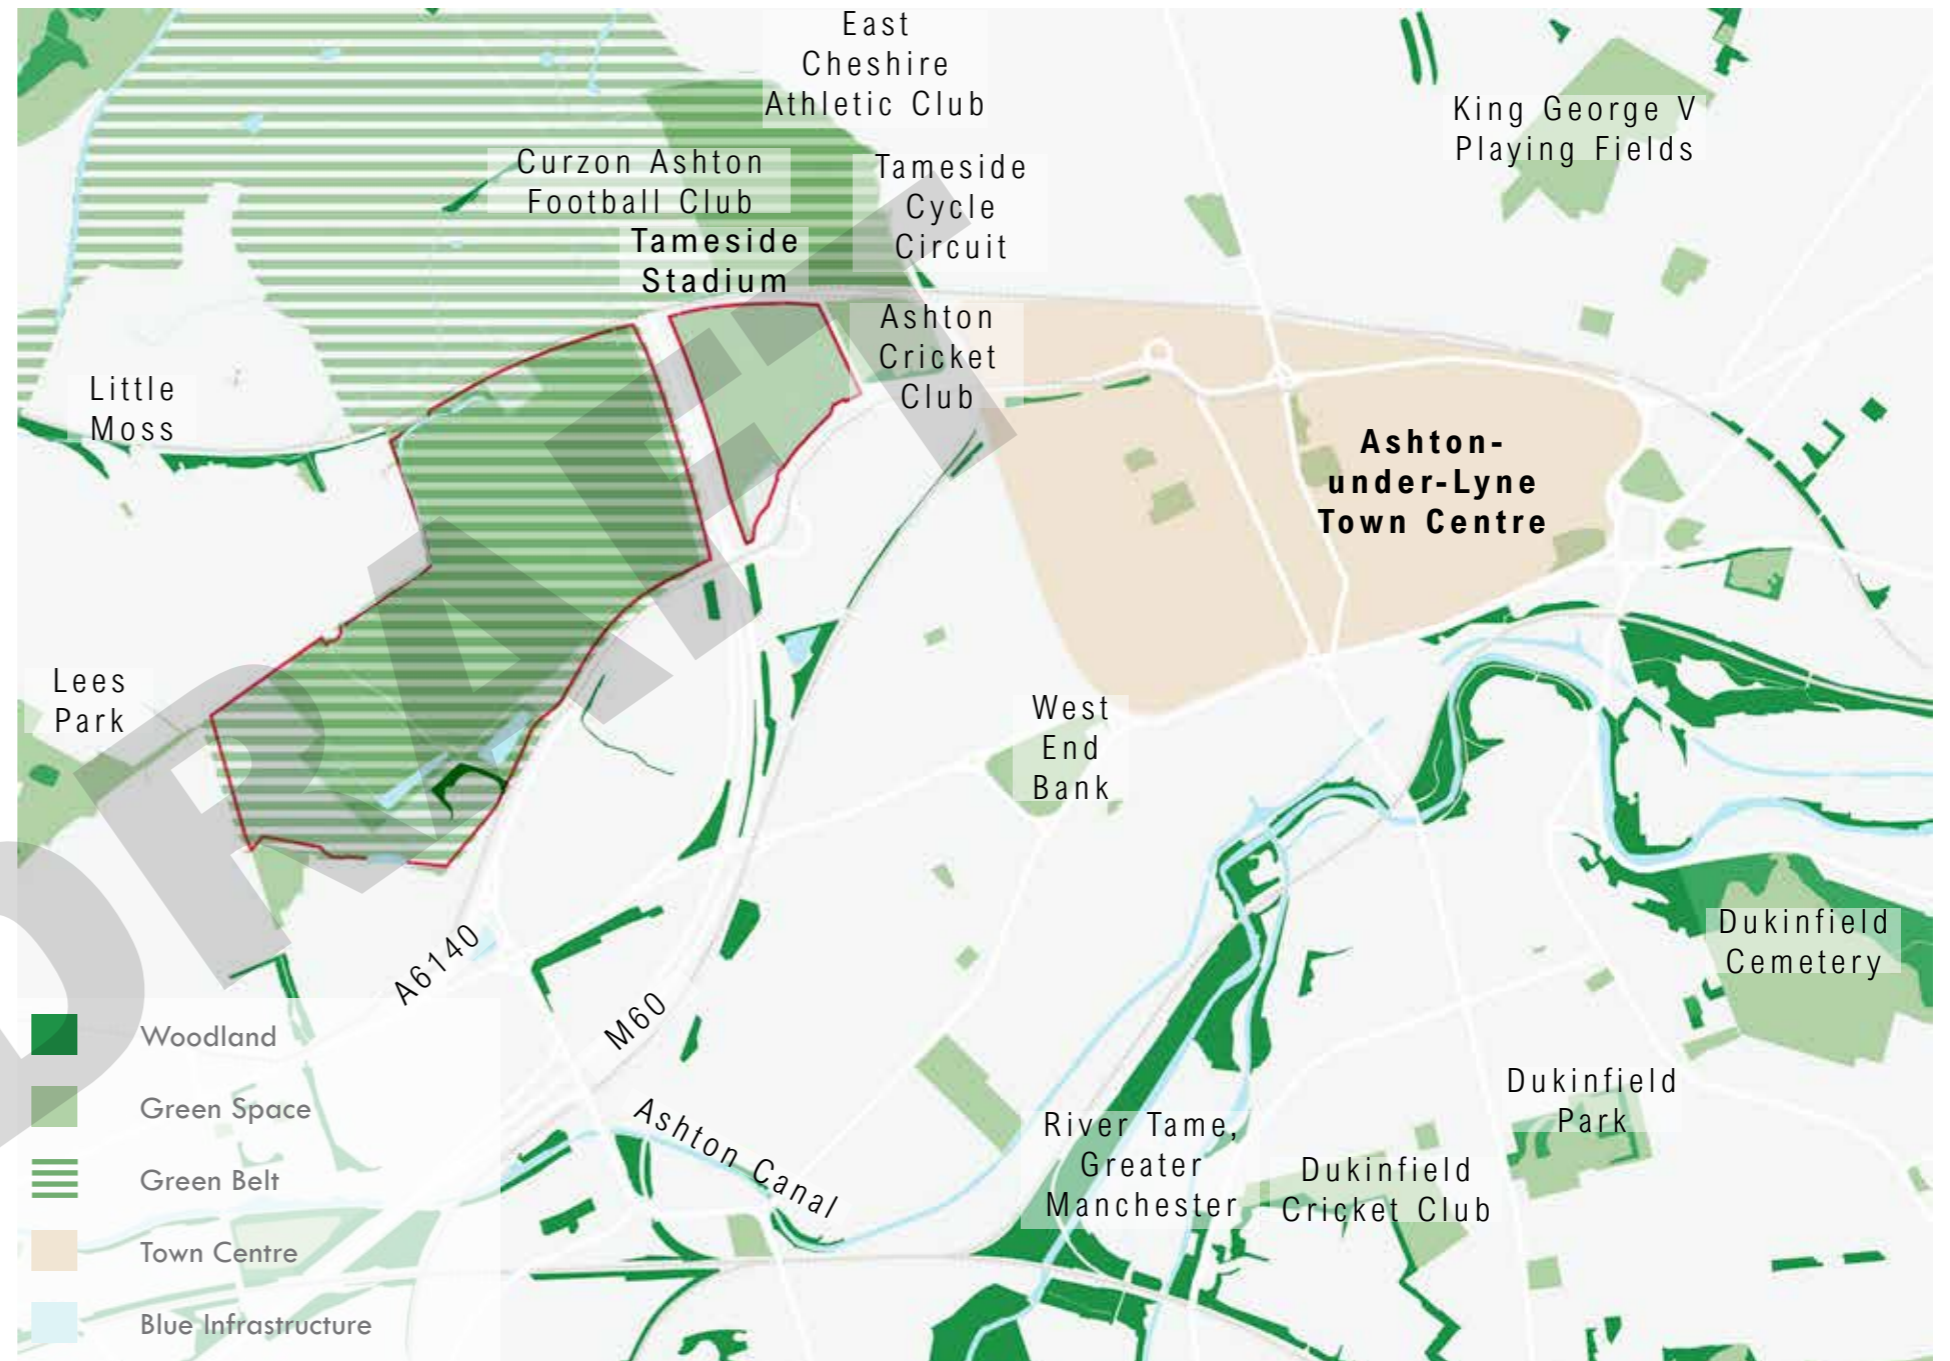 East
Cheshire
Athletic Club
King George V
Playing Fields
Curzon Ashton
Football Club
Tameside
Stadium
Tameside
Cycle
Circuit
Ashton
Cricket
Club
Little
Moss
Ashton-
under-Lyne
Town Centre
Lees
Park
West
End
Bank
Dukinfield
Cemetery
A6140
M60
Ashton Canal
River Tame,
Greater
Manchester
Dukinfield
Cricket Club
Dukinfield
Park
Woodland
Green Space
Green Belt
Town Centre
Blue Infrastructure
DRAFT